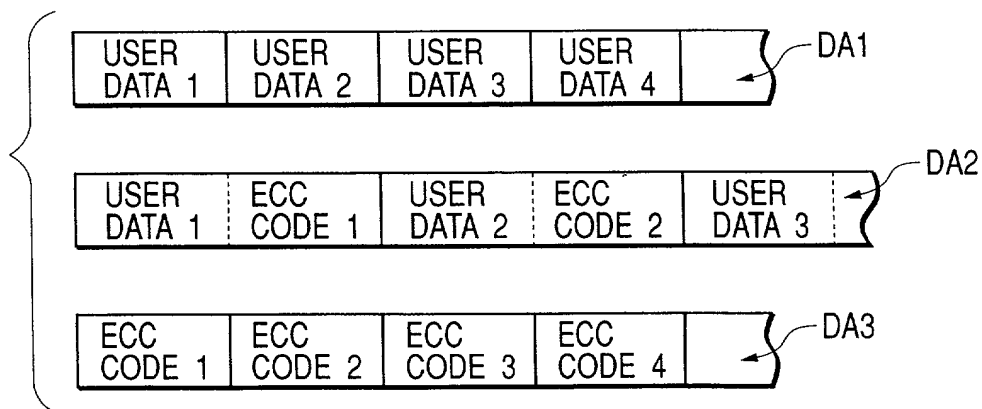 USER DATA 1 USER DATA 2 USER DATA 3 USER DATA 4 DA1
USER DATA 1 ECC CODE 1 USER DATA 2 ECC CODE 2 USER DATA 3 DA2
ECC CODE 1 ECC CODE 2 ECC CODE 3 ECC CODE 4 DA3